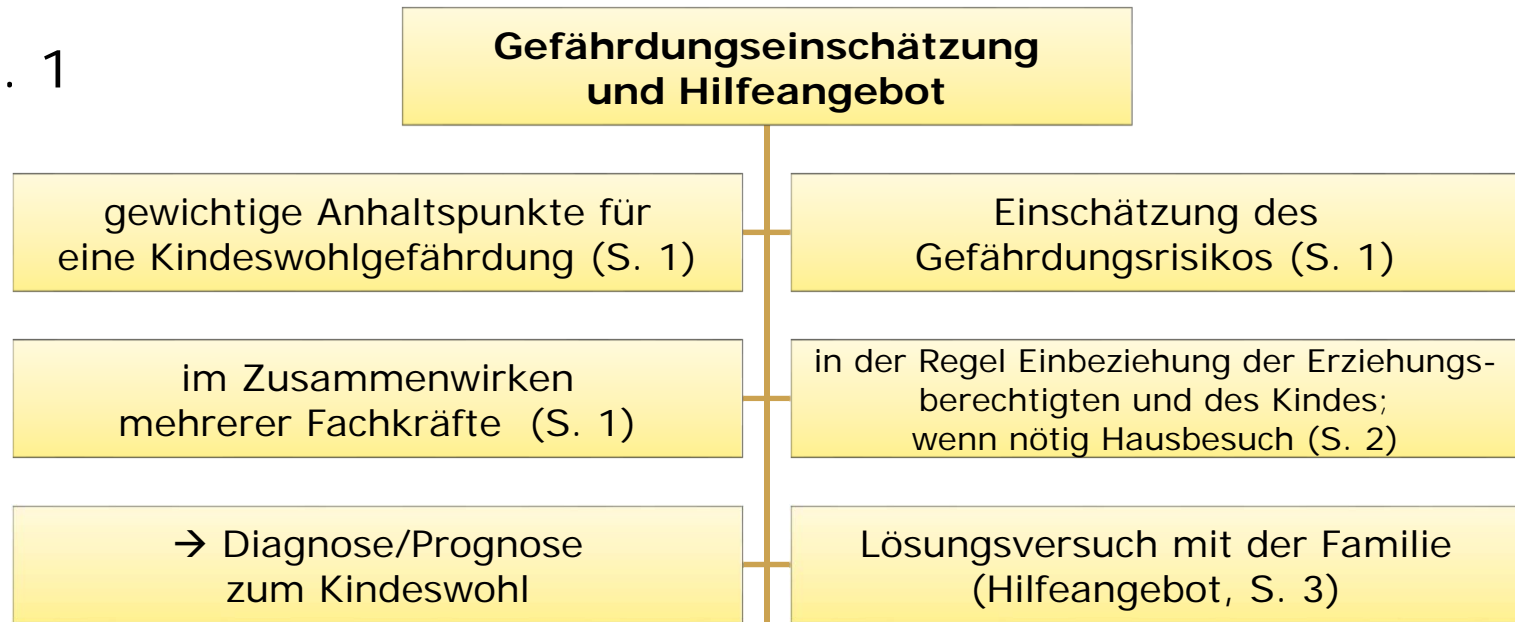 . 1
Gefährdungseinschätzung
und Hilfeangebot
gewichtige Anhaltspunkte für
eine Kindeswohlgefährdung (S. 1)
Einschätzung des
Gefährdungsrisikos (S. 1)
im Zusammenwirken
mehrerer Fachkräfte (S. 1)
in der Regel Einbeziehung der Erziehungs-
berechtigten und des Kindes;
wenn nötig Hausbesuch (S. 2)
→ Diagnose/Prognose
zum Kindeswohl
Lösungsversuch mit der Familie
(Hilfeangebot, S. 3)